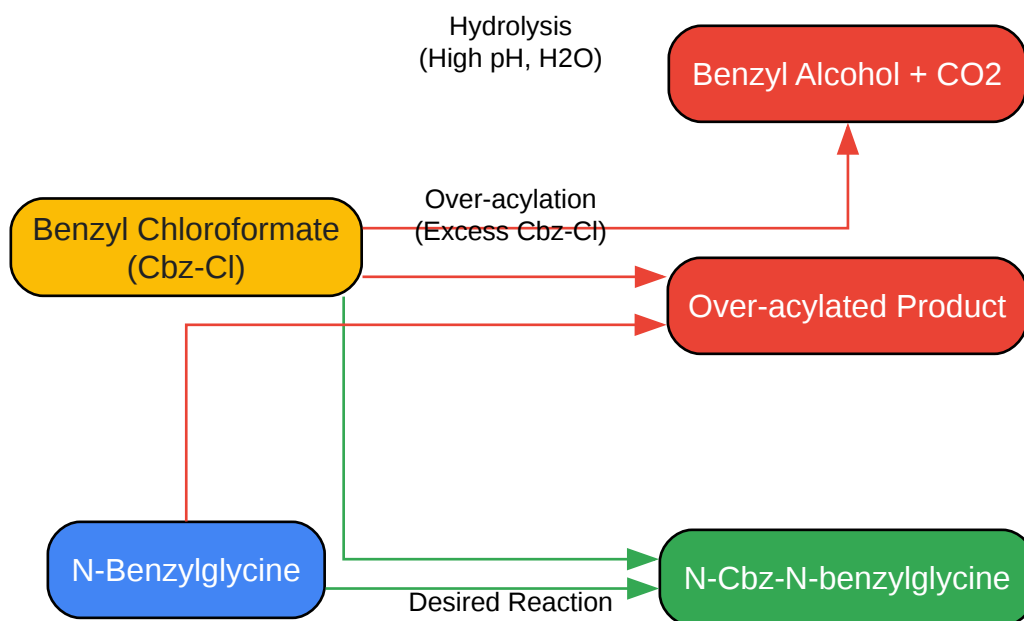 Hydrolysis
(High pH, H2O)
Benzyl Alcohol + CO2
Over-acylation
(Excess Cbz-Cl)
Benzyl Chloroformate
(Cbz-Cl)
Over-acylated Product
N-Benzylglycine
Desired Reaction
N-Cbz-N-benzylglycine